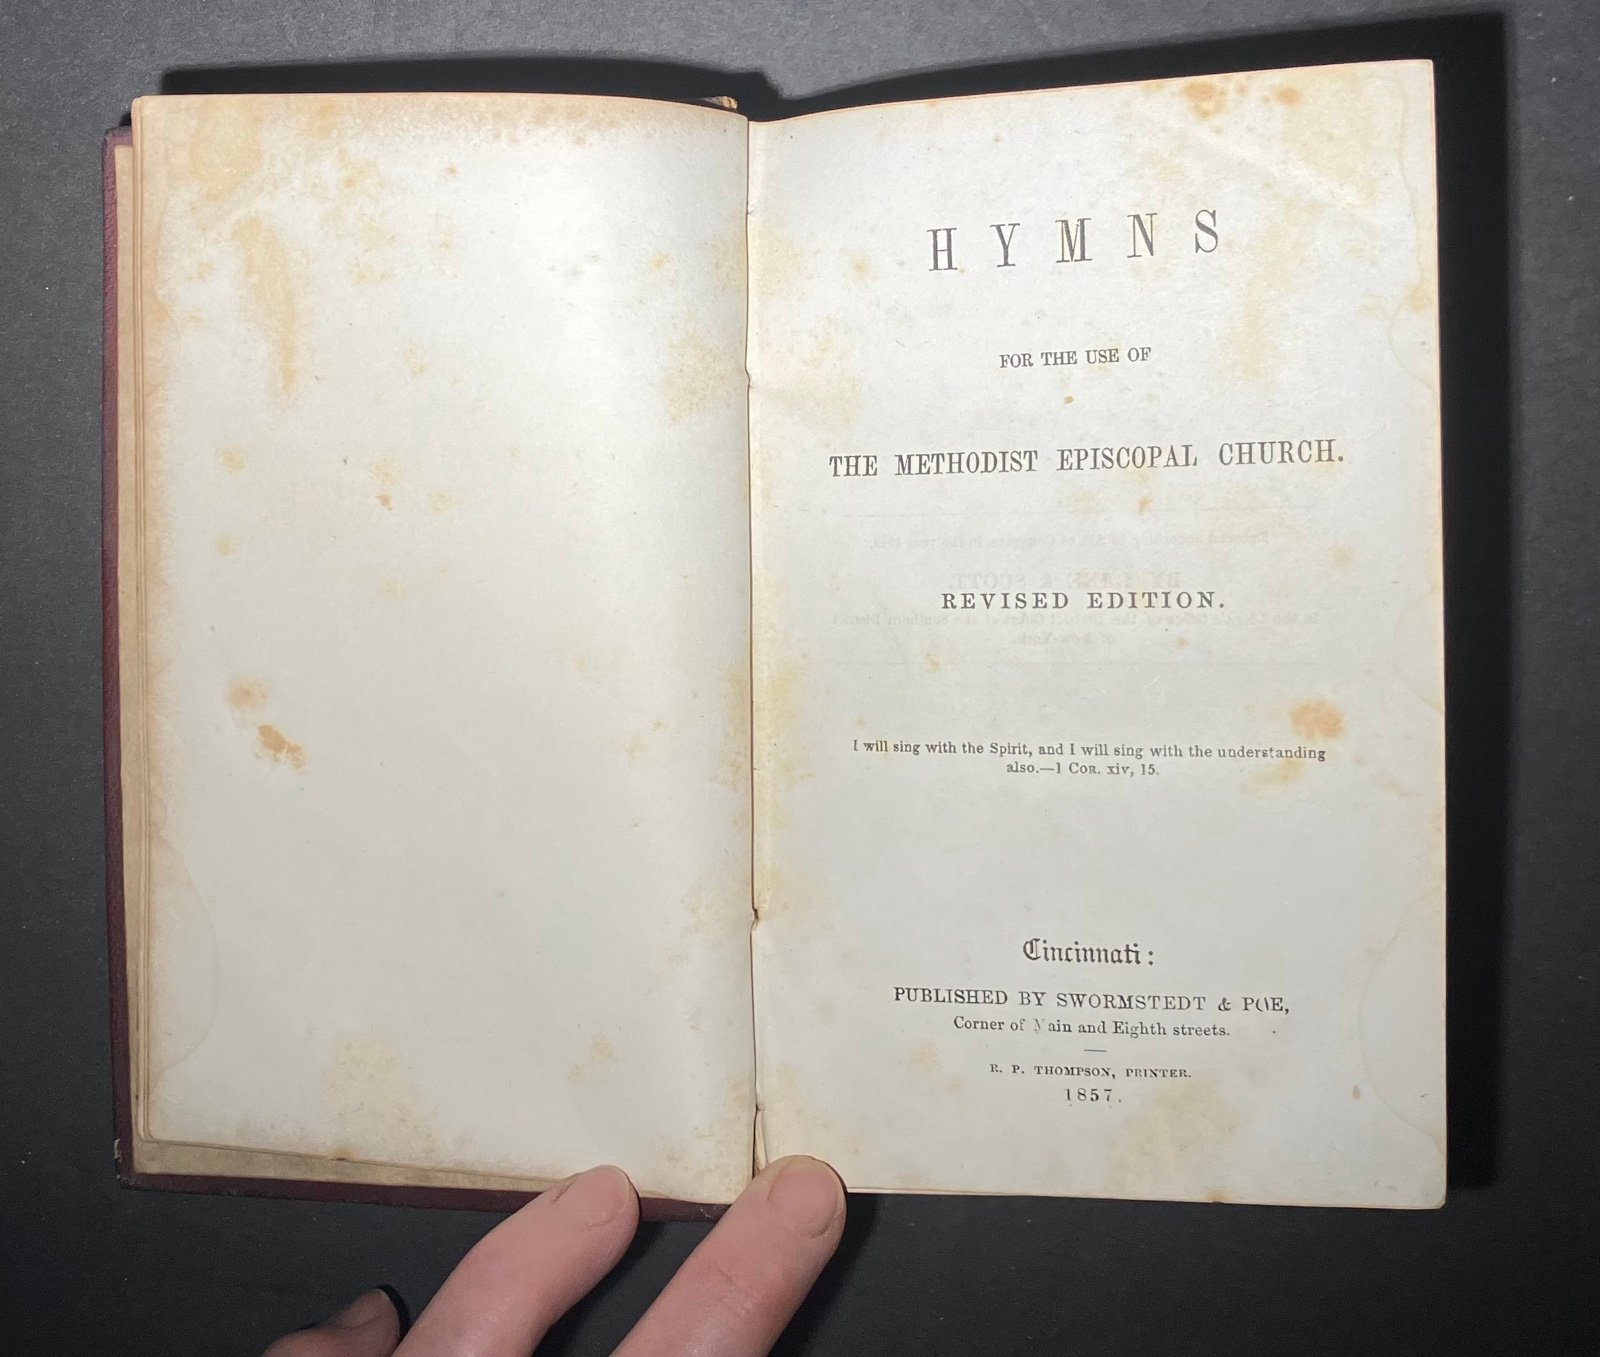 HYMNS
FOR THE USE OF
THE METHODIST EPISCOPAL CHURCH.
REVISED EDITION.
I will sing with the Spirit, and I will sing with the understanding
also.—1 COR. xiv, 15.
Cincinnati:
PUBLISHED BY SWORMSTEDT & POE,
Corner of Main and Eighth streets.
R. P. THOMPSON, PRINTER.
1857.